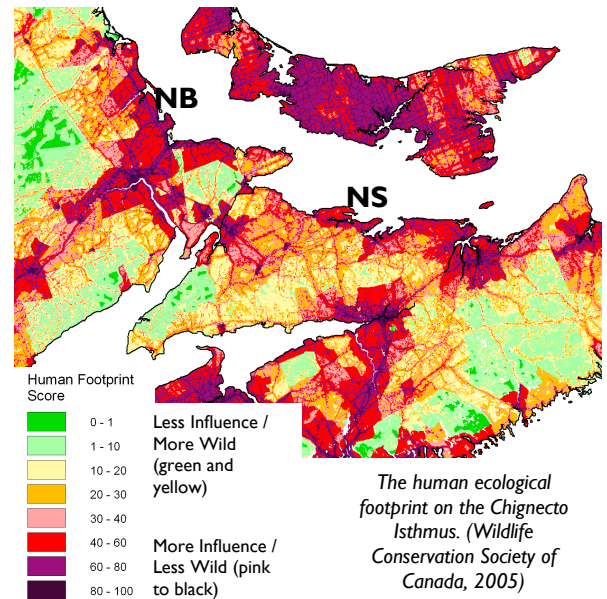 NB
NS
Human Footprint
Score
0 - 1
1 - 10
10 - 20
20 - 30
30 - 40
40 - 60
60 - 80
80 - 100
Less Influence /
More Wild
(green and
yellow)
More Influence /
Less Wild (pink
to black)
The human ecological
footprint on the Chignecto
Isthmus. (Wildlife
Conservation Society of
Canada, 2005)